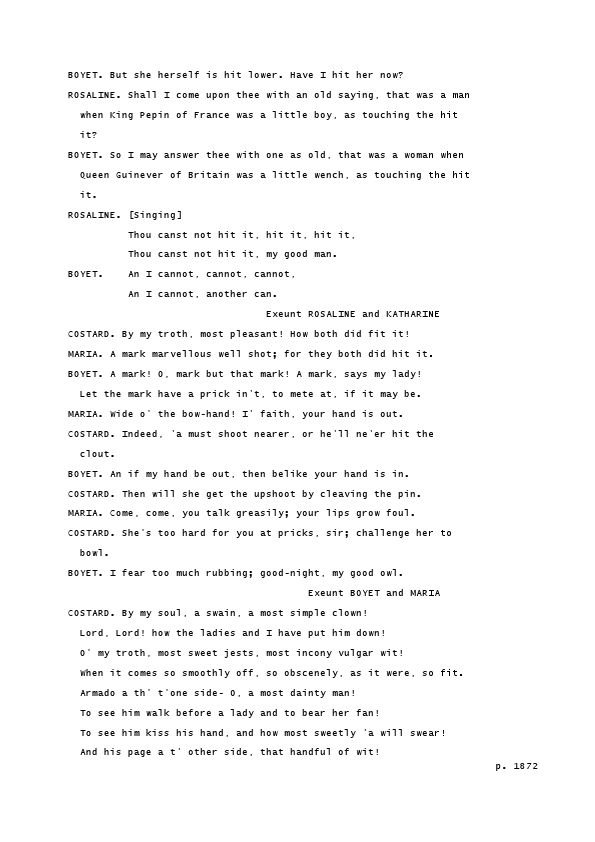 BOYET. But she herself is hit lower. Have I hit her now?
ROSALINE. Shall I come upon thee with an old saying, that was a man
when King Pepin of France was a little boy, as touching the hit
it?
BOYET. So I may answer thee with one as old, that was a woman when
Queen Guinever of Britain was a little wench, as touching the hit
it.
ROSALINE. [Singing]
Thou canst not hit it, hit it, hit it,
Thou canst not hit it, my good man.
BOYET. An I cannot, cannot, cannot,
An I cannot, another can.
Exeunt ROSALINE and KATHARINE
COSTARD. By my troth, most pleasant! How both did fit it!
MARIA. A mark marvellous well shot; for they both did hit it.
BOYET. A mark! O, mark but that mark! A mark, says my lady!
Let the mark have a prick in't, to mete at, if it may be.
MARIA. Wide o' the bow-hand! I' faith, your hand is out.
COSTARD. Indeed, 'a must shoot nearer, or he'll ne'er hit the
clout.
BOYET. An if my hand be out, then belike your hand is in.
COSTARD. Then will she get the upshoot by cleaving the pin.
MARIA. Come, come, you talk greasily; your lips grow foul.
COSTARD. She's too hard for you at pricks, sir; challenge her to
bowl.
BOYET. I fear too much rubbing; good-night, my good owl.
Exeunt BOYET and MARIA
COSTARD. By my soul, a swain, a most simple clown!
Lord, Lord! how the ladies and I have put him down!
O' my troth, most sweet jests, most incony vulgar wit!
When it comes so smoothly off, so obscenely, as it were, so fit.
Armado a th' t'one side- O, a most dainty man!
To see him walk before a lady and to bear her fan!
To see him kiss his hand, and how most sweetly 'a will swear!
And his page a t' other side, that handful of wit!
p. 1872